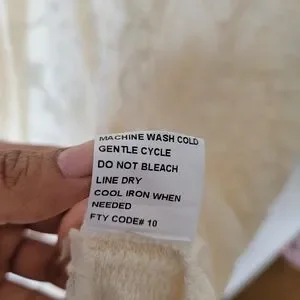 MACHINE WASH COLD
GENTLE CYCLE
DO NOT BLEACH
LINE DRY
COOL IRON WHEN
NEEDED
FTY CODE# 10